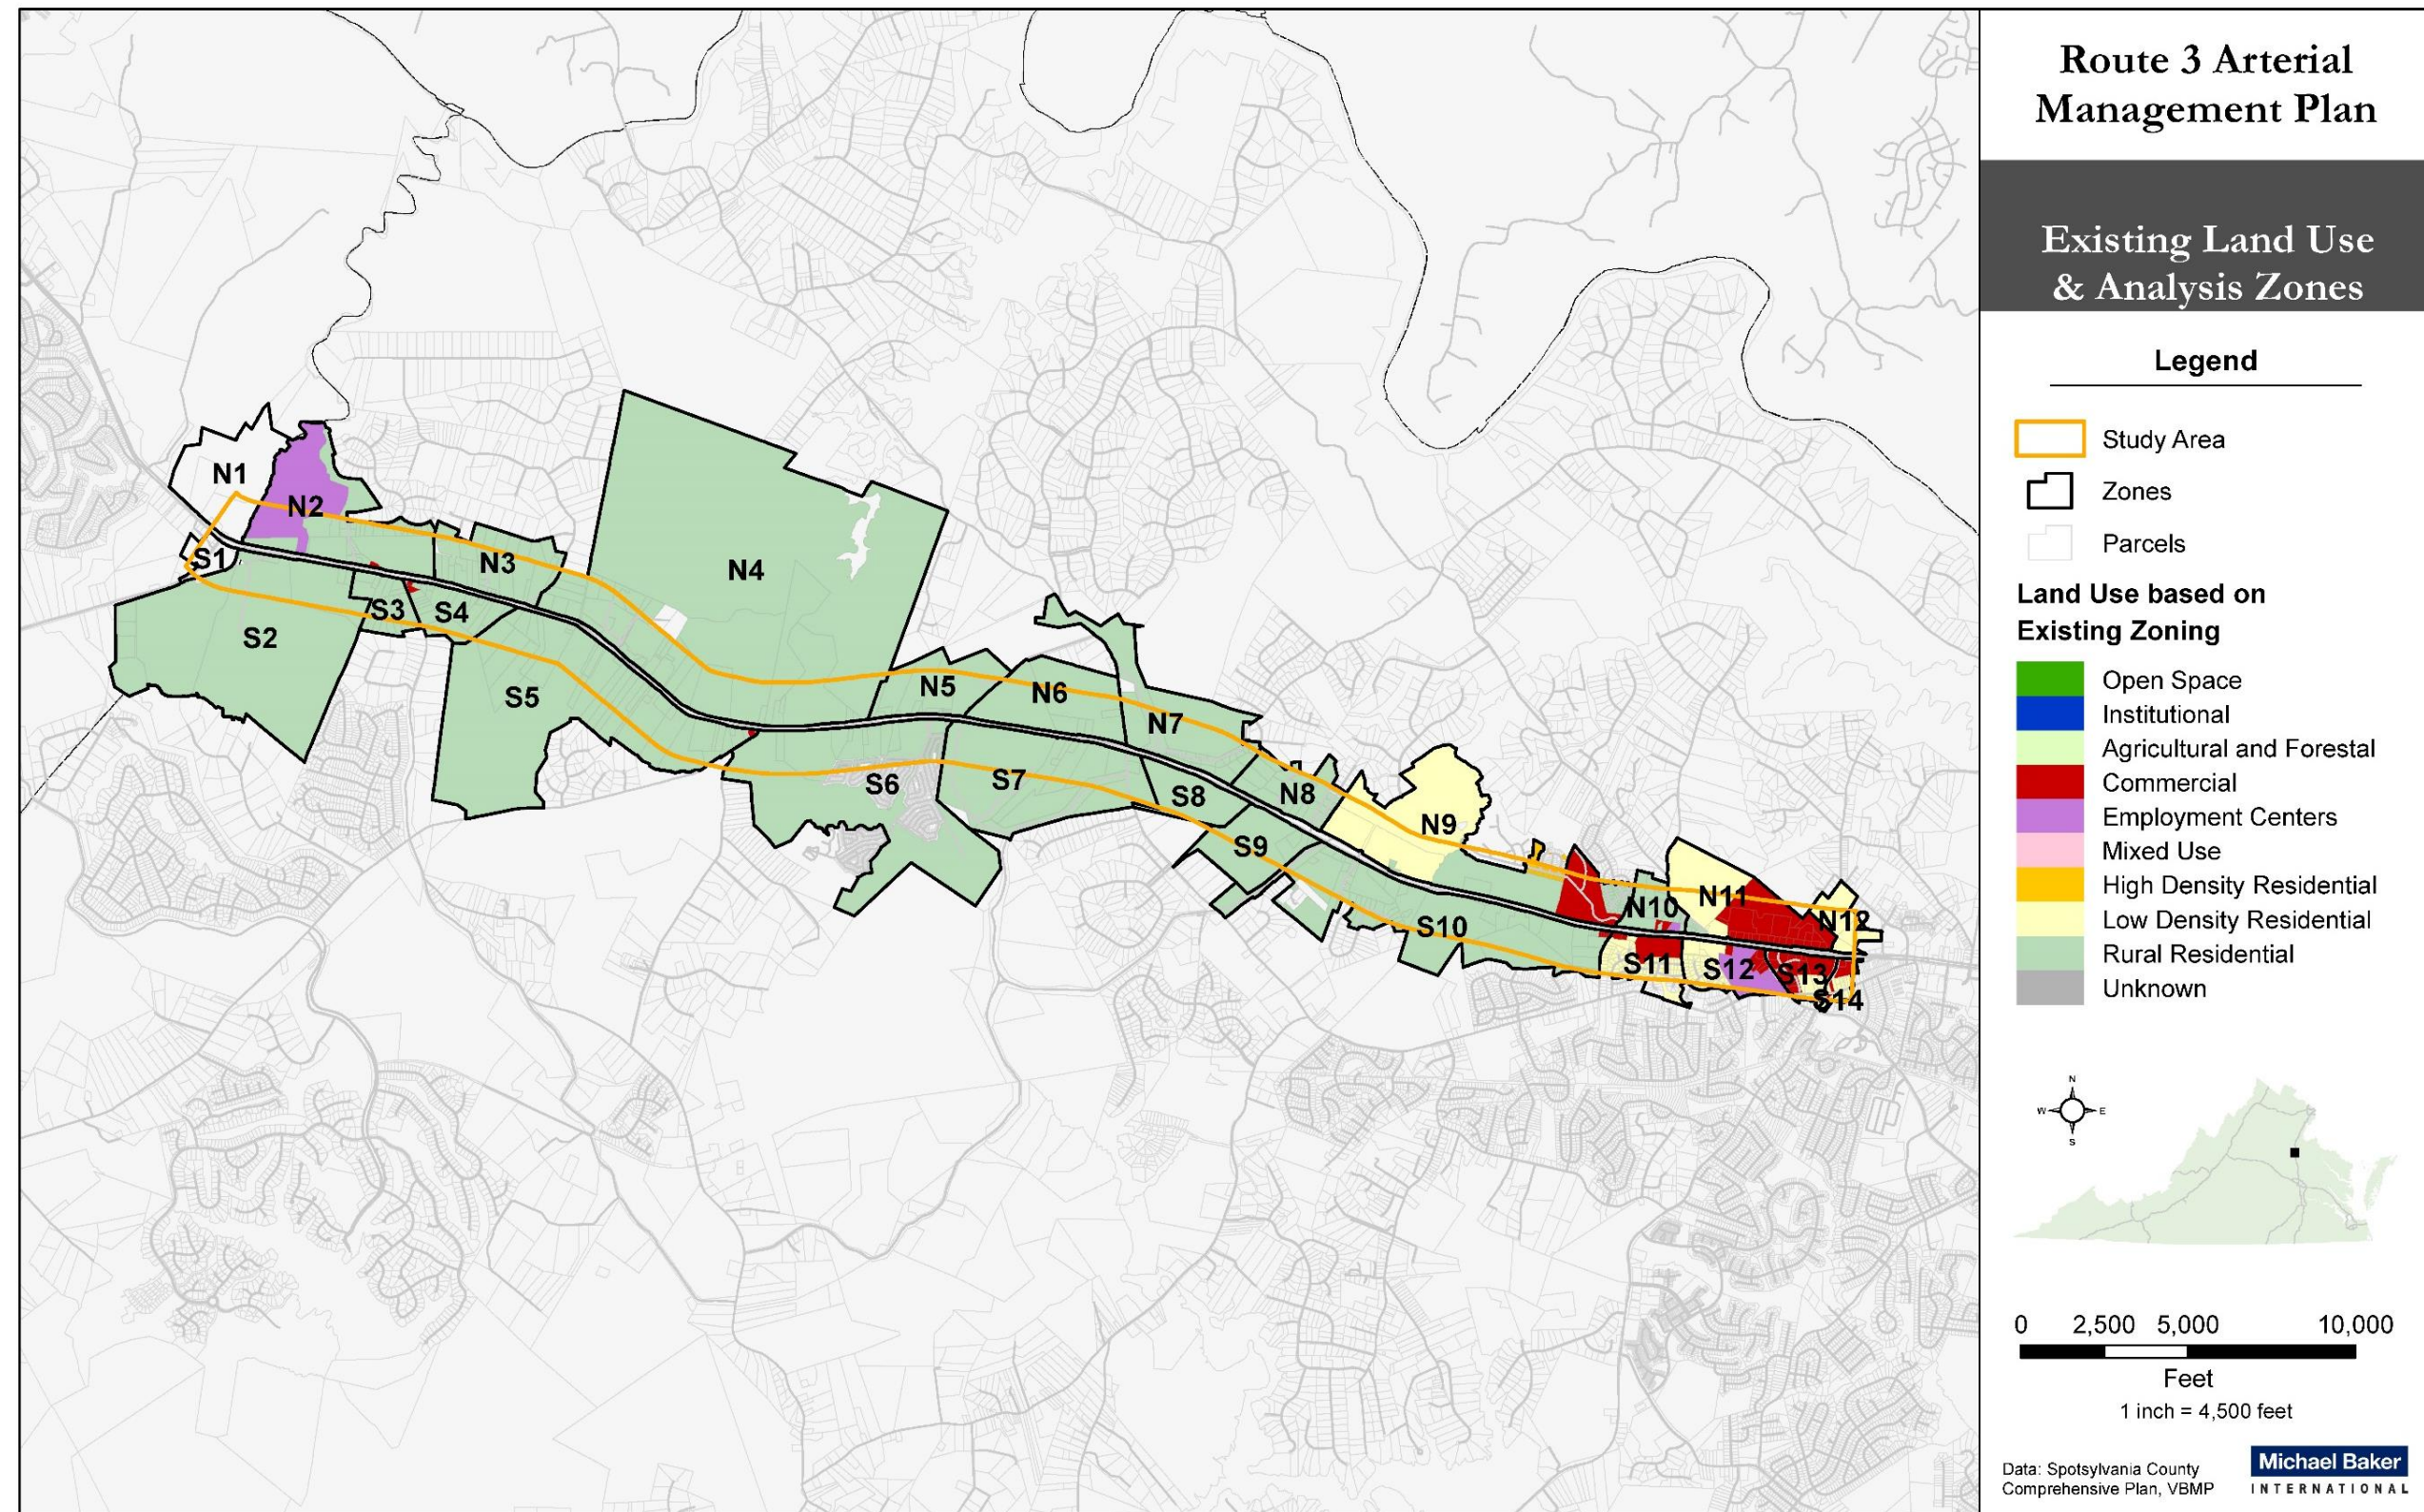 Route 3 Arterial
Management Plan
Existing Land Use
& Analysis Zones
Legend
Study Area
Zones
Parcels
Land Use based on
Existing Zoning
Open Space
Institutional
Agricultural and Forestal
Commercial
Employment Centers
Mixed Use
High Density Residential
Low Density Residential
Rural Residential
Unknown
N
W E
S
0 2,500 5,000 10,000
Feet
1 inch = 4,500 feet
Data: Spotsylvania County
Comprehensive Plan, VBMP
Michael Baker
INTERNATIONAL
N1
N2
S1
N3
N4
S3
S4
S2
S5
N5
N6
N7
S6
S7
S8
N8
N9
S9
N10
N11
N12
S10
S11
S12
S13
S14